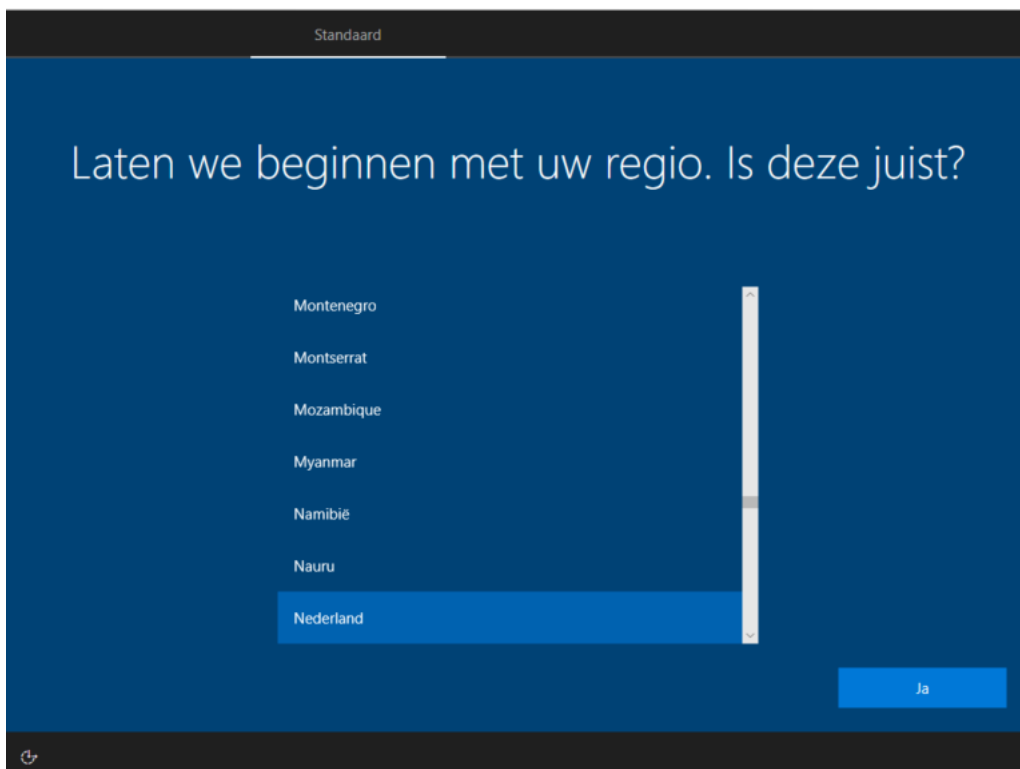 Standaard
Laten we beginnen met uw regio. Is deze juist?
Montenegro
Montserrat
Mozambique
Myanmar
Namibië
Nauru
Nederland
Ja